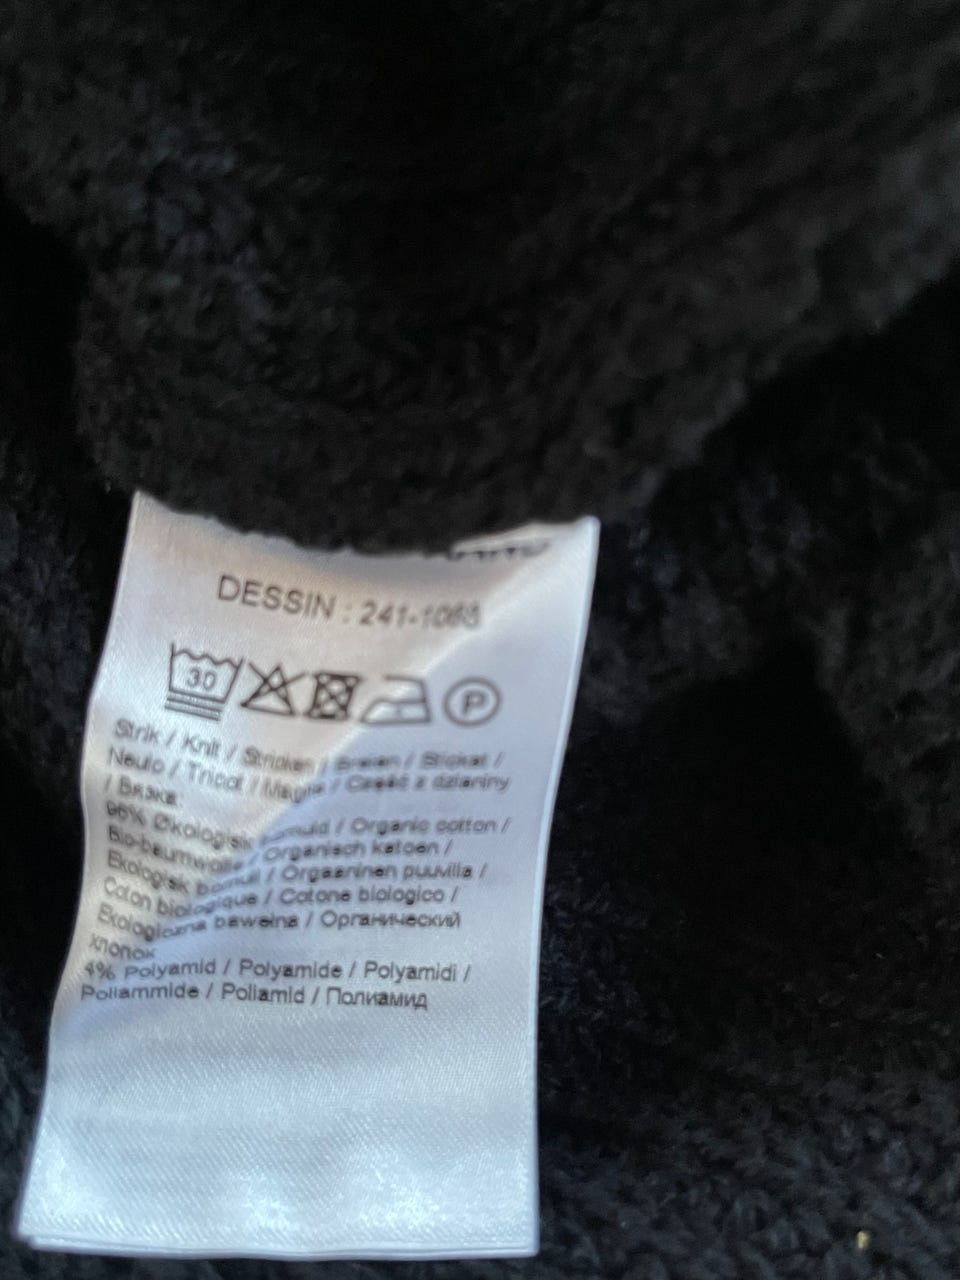 DESSIN : 241-1068
30
P
Strik / Knit / Stricken / Breien / Stickat /
Neulo / Tricot / Maglia / Część z dzianiny
/ Вязка:
96% Økologisk bomuld / Organic cotton /
Bio-baumwolle / Organisch katoen /
Ekologisk bomull / Orgaaninen puuvilla /
Coton biologique / Cotone biologico /
Ekologiczna bawełna / Органический
хлопок
4% Polyamid / Polyamide / Polyamidi /
Poliammide / Poliamid / Полиамид